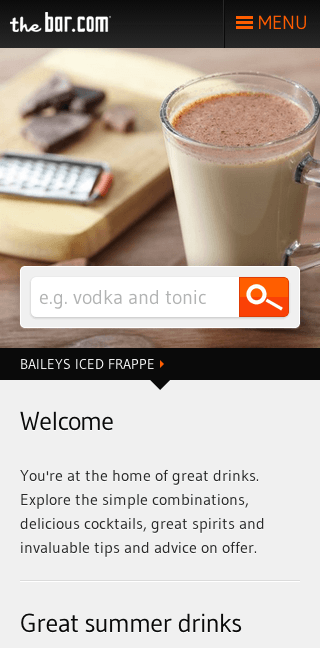 the bar.com
MENU
e.g. vodka and tonic
BAILEYS ICED FRAPPE
Welcome
You're at the home of great drinks.
Explore the simple combinations,
delicious cocktails, great spirits and
invaluable tips and advice on offer.
Great summer drinks